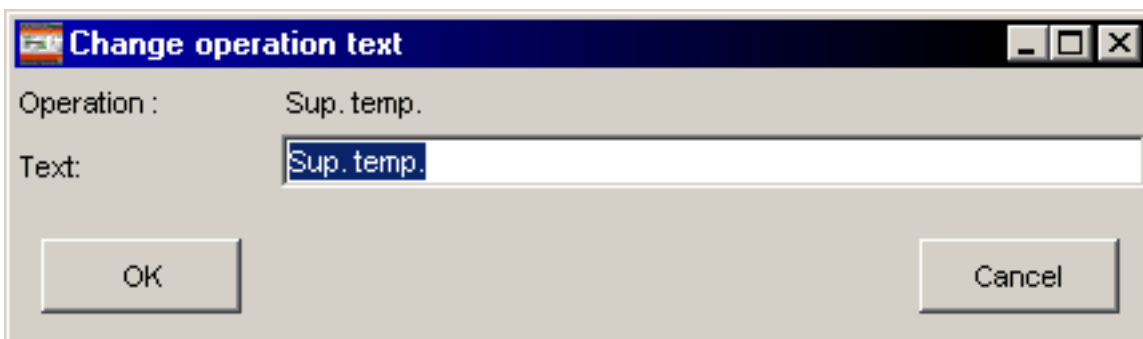 Change operation text
Operation : Sup. temp.
Text: Sup. temp.
OK Cancel